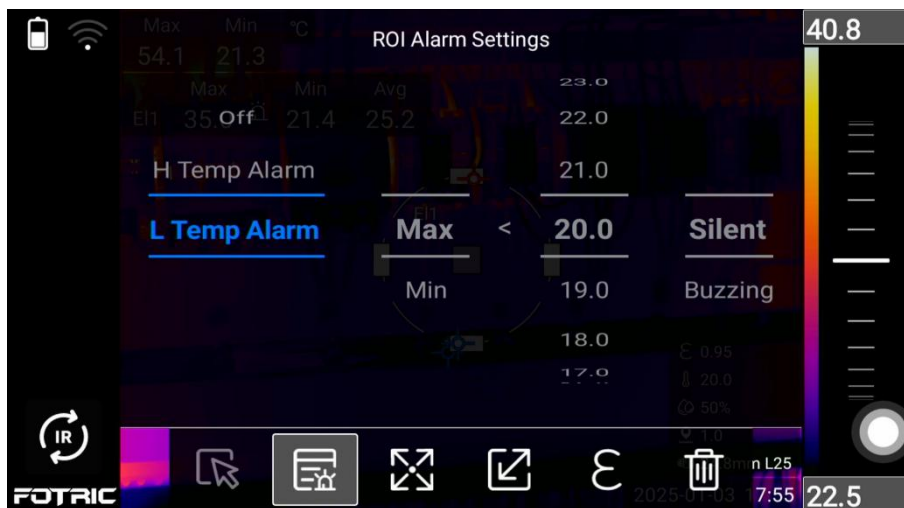 Max Min °C
54.1 21.3
ROI Alarm Settings
40.8
Max Min Avg
El1 21.4 25.2
Off
23.0
22.0
H Temp Alarm 21.0
El1
L Temp Alarm Max < 20.0 Silent
Min 19.0 Buzzing
18.0
17.0
ε 0.95
20.0
50%
1.0
IR
ε
L25
FOTRIC
2025-01-03
7:55
22.5